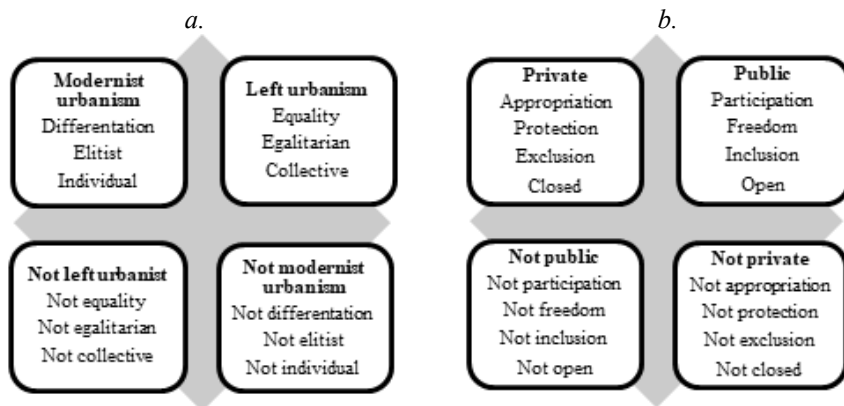 a.
Modernist
urbanism
Differentation
Elitist
Individual
Left urbanism
Equality
Egalitarian
Collective
Not left urbanist
Not equality
Not egalitarian
Not collective
Not modernist
urbanism
Not differentation
Not elitist
Not individual
b.
Private
Appropriation
Protection
Exclusion
Closed
Public
Participation
Freedom
Inclusion
Open
Not public
Not participation
Not freedom
Not inclusion
Not open
Not private
Not appropriation
Not protection
Not exclusion
Not closed